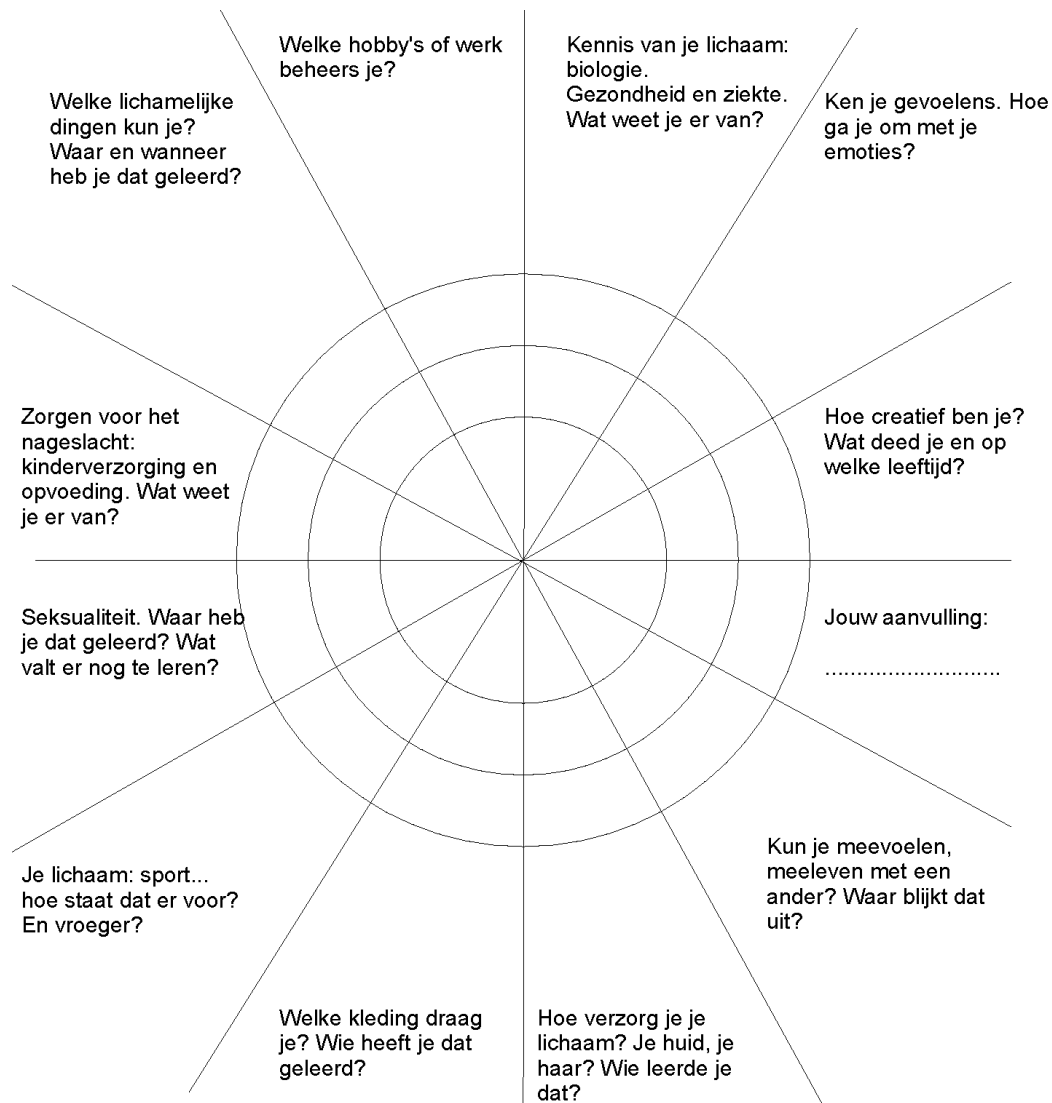 Welke hobby's of werk
beheers je?
Kennis van je lichaam:
biologie.
Gezondheid en ziekte.
Wat weet je er van?
Ken je gevoelens. Hoe
ga je om met je
emoties?
Hoe creatief ben je?
Wat deed je en op
welke leeftijd?
Jouw aanvulling:
............................
Kun je meevoelen,
meeleven met een
ander? Waar blijkt dat
uit?
Hoe verzorg je je
lichaam? Je huid, je
haar? Wie leerde je
dat?
Welke kleding draag
je? Wie heeft je dat
geleerd?
Je lichaam: sport...
hoe staat dat er voor?
En vroeger?
Seksualiteit. Waar heb
je dat geleerd? Wat
valt er nog te leren?
Zorgen voor het
nageslacht:
kinderverzorging en
opvoeding. Wat weet
je er van?
Welke lichamelijke
dingen kun je?
Waar en wanneer
heb je dat geleerd?